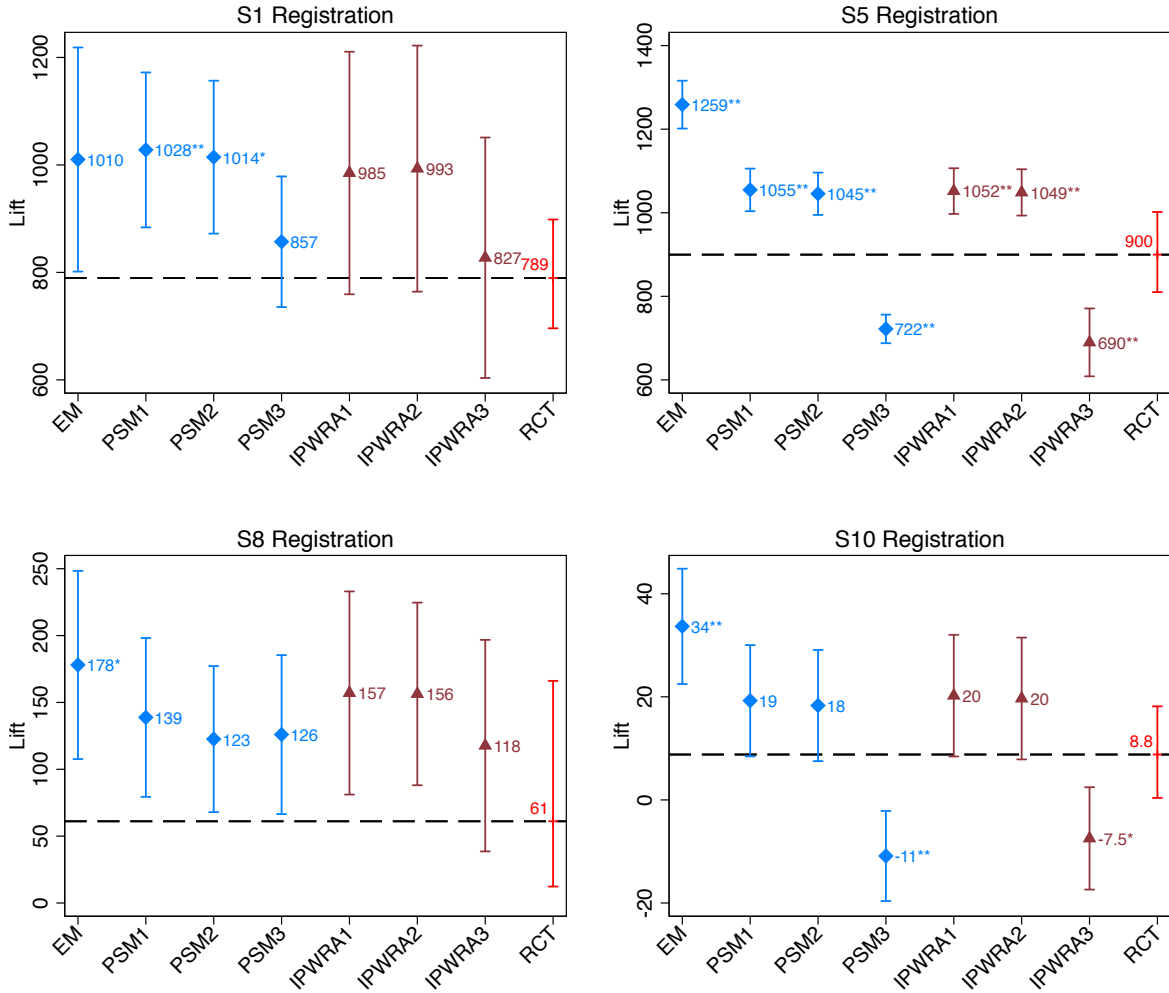 S1 Registration
Lift
1200
1000
800
600
1010
1028**
1014*
857
985
993
827
789
EM
PSM1
PSM2
PSM3
IPWRA1
IPWRA2
IPWRA3
RCT
S5 Registration
Lift
1400
1200
1000
800
600
1259**
1055**
1045**
722**
1052**
1049**
690**
900
EM
PSM1
PSM2
PSM3
IPWRA1
IPWRA2
IPWRA3
RCT
S8 Registration
Lift
250
200
150
100
50
0
178*
139
123
126
157
156
118
61
EM
PSM1
PSM2
PSM3
IPWRA1
IPWRA2
IPWRA3
RCT
S10 Registration
Lift
40
20
0
-20
34**
19
18
-11**
20
20
-7.5*
8.8
EM
PSM1
PSM2
PSM3
IPWRA1
IPWRA2
IPWRA3
RCT